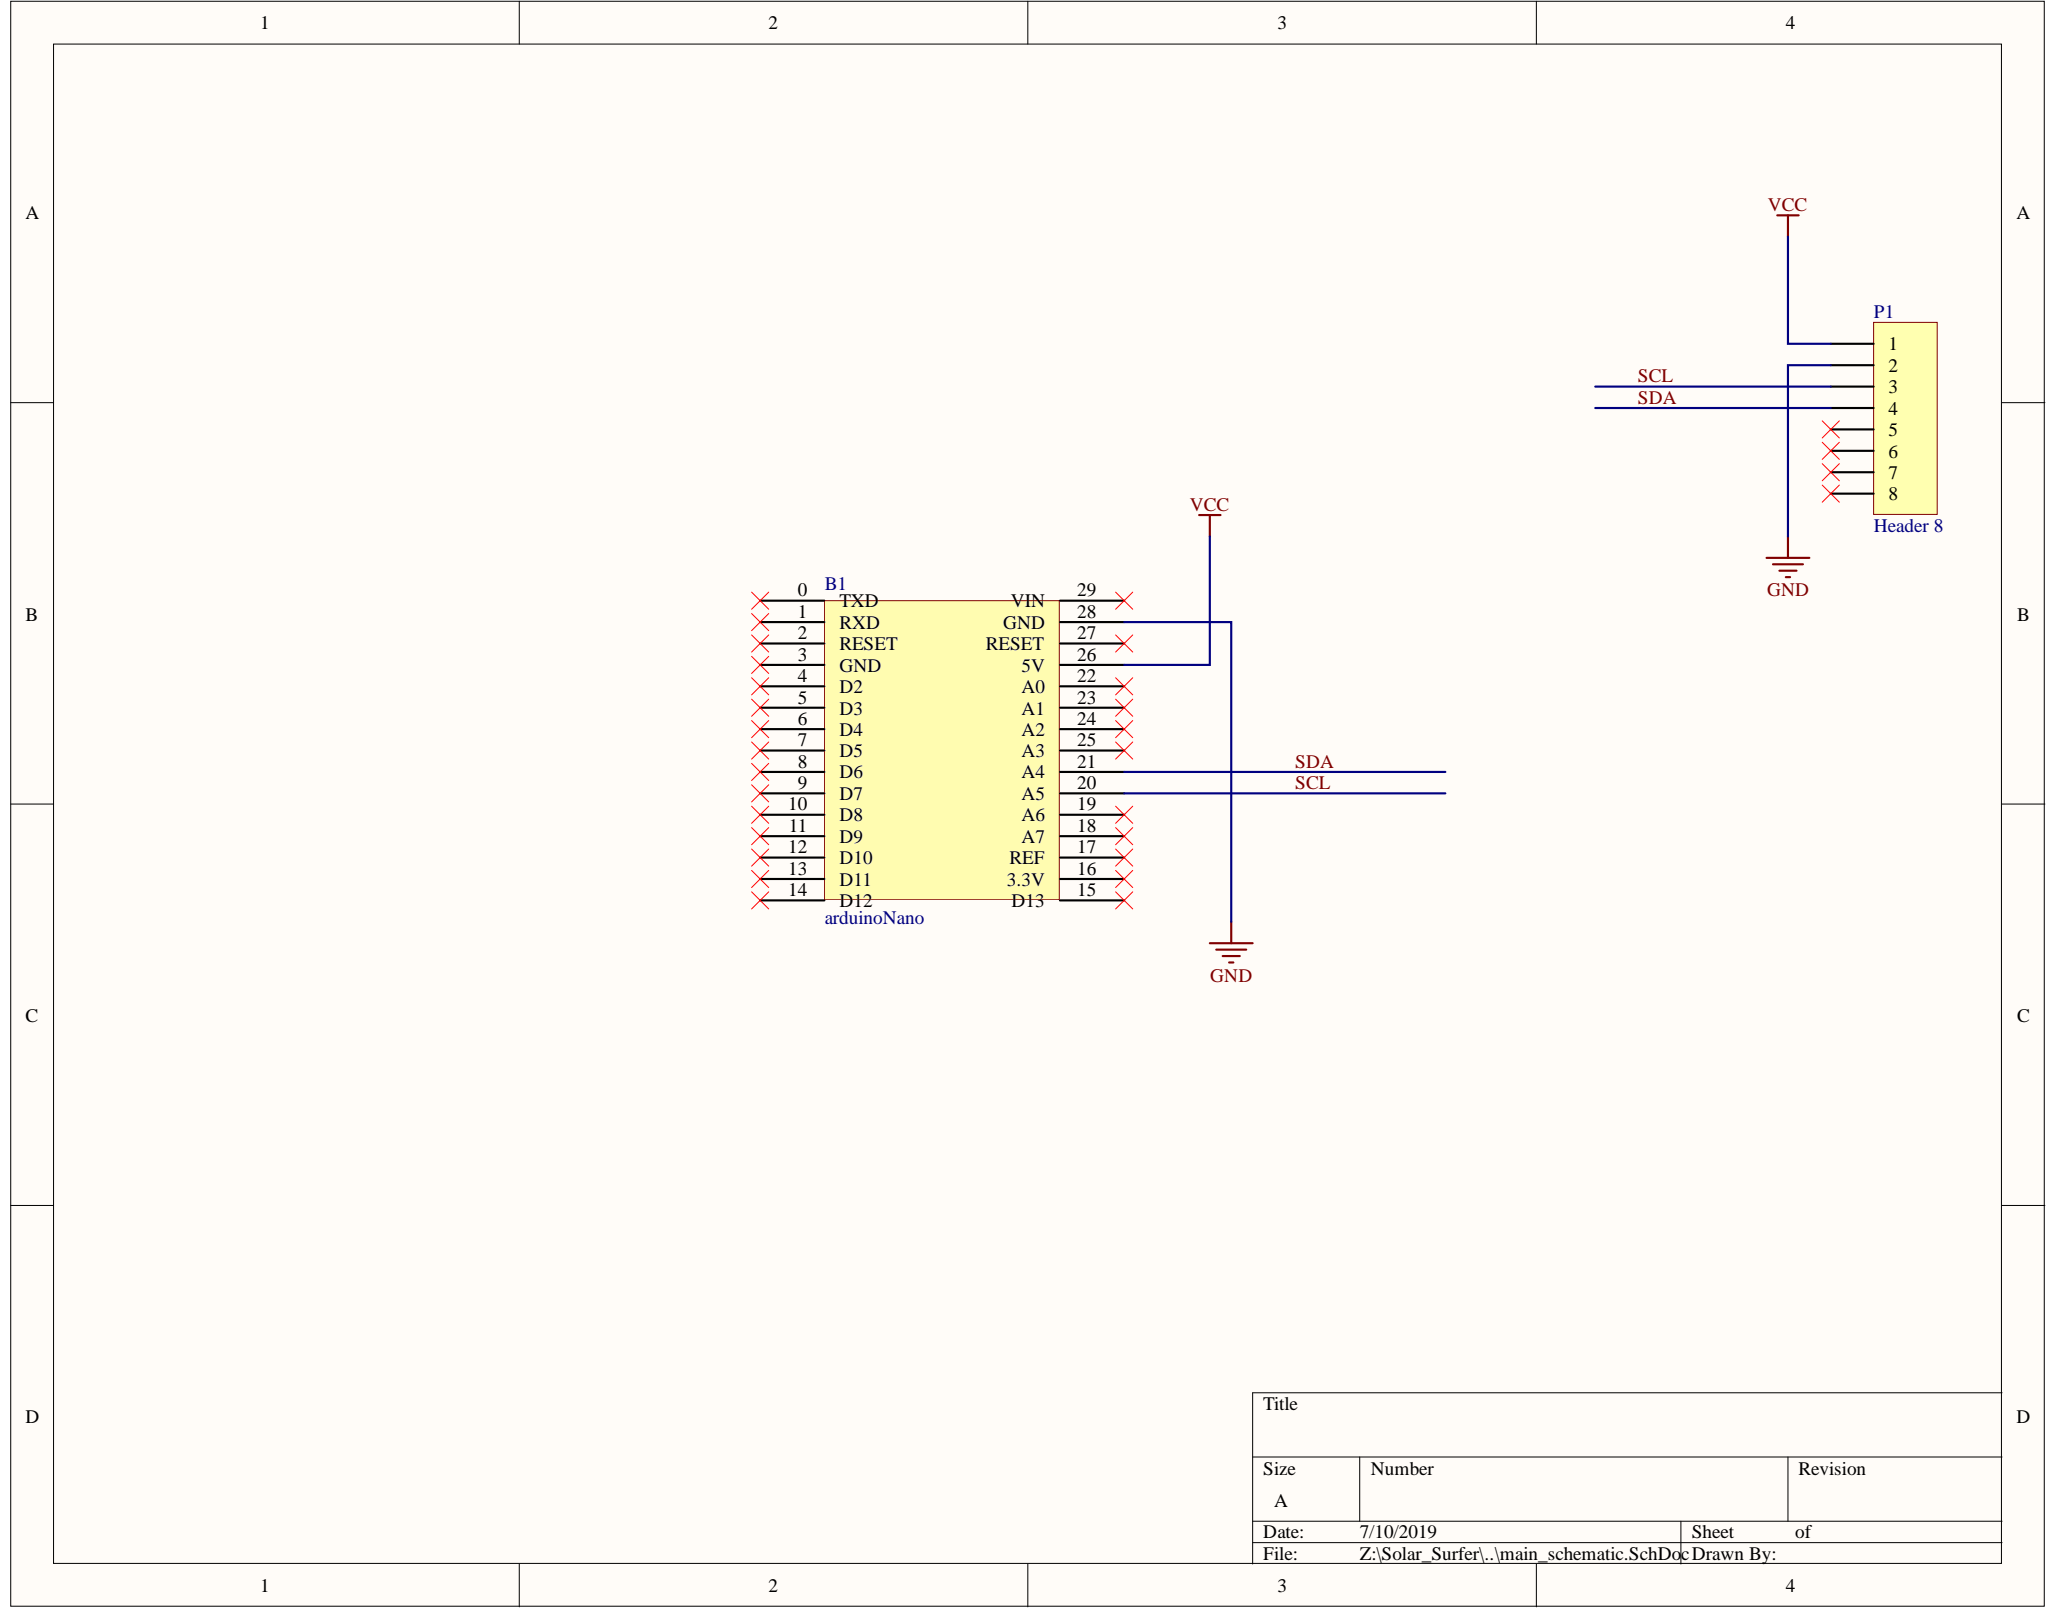 1 2 3 4
A A
VCC
P1
1
2
SCL 3
SDA 4
5
6
7
8
Header 8
VCC
GND
B B
B1
0 TXD VIN 29
1 RXD GND 28
2 RESET RESET 27
3 GND 5V 26
4 D2 A0 22
5 D3 A1 23
6 D4 A2 24
7 D5 A3 25
8 D6 A4 21 SDA
9 D7 A5 20 SCL
10 D8 A6 19
11 D9 A7 18
12 D10 REF 17
13 D11 3.3V 16
14 D12 D13 15
arduinoNano
GND
C C
D D
Title
Size Number Revision
A
Date: 7/10/2019 Sheet of
File: Z:\Solar_Surfer\..\main_schematic.SchDoc Drawn By:
1 2 3 4